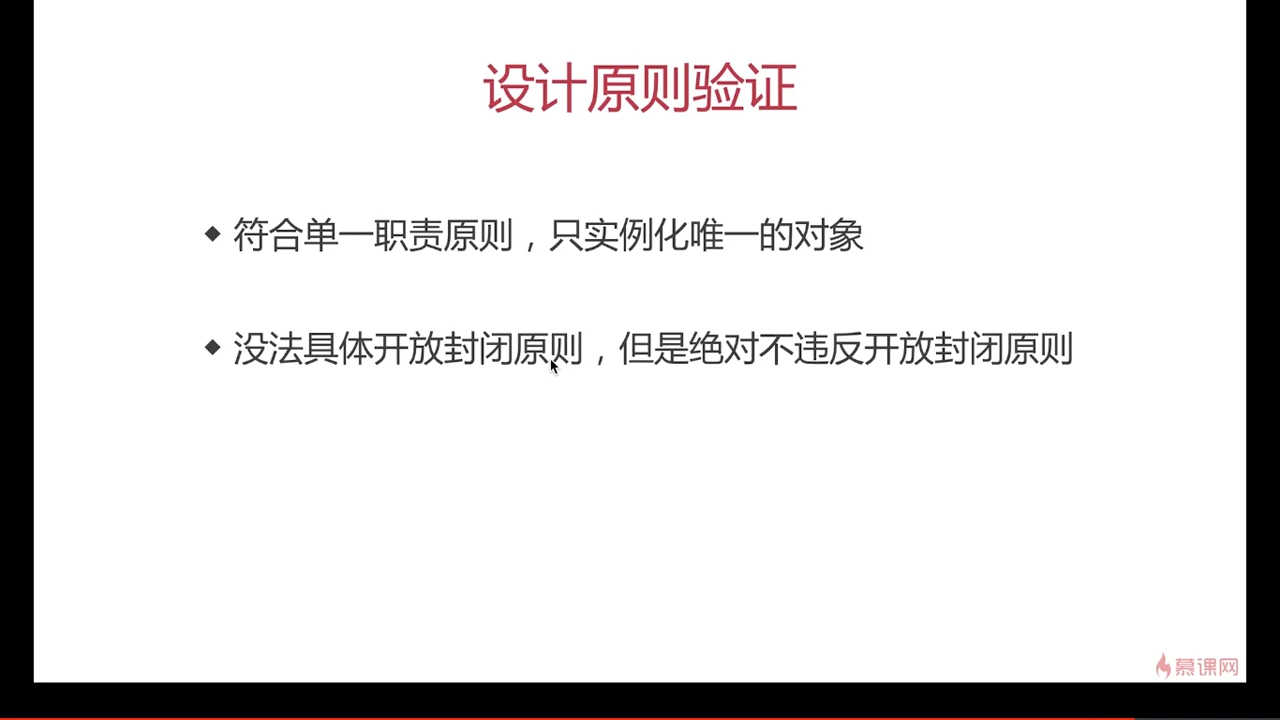 设计原则验证
◆ 符合单一职责原则，只实例化唯一的对象
◆ 没法具体开放封闭原则，但是绝对不违反开放封闭原则
慕课网